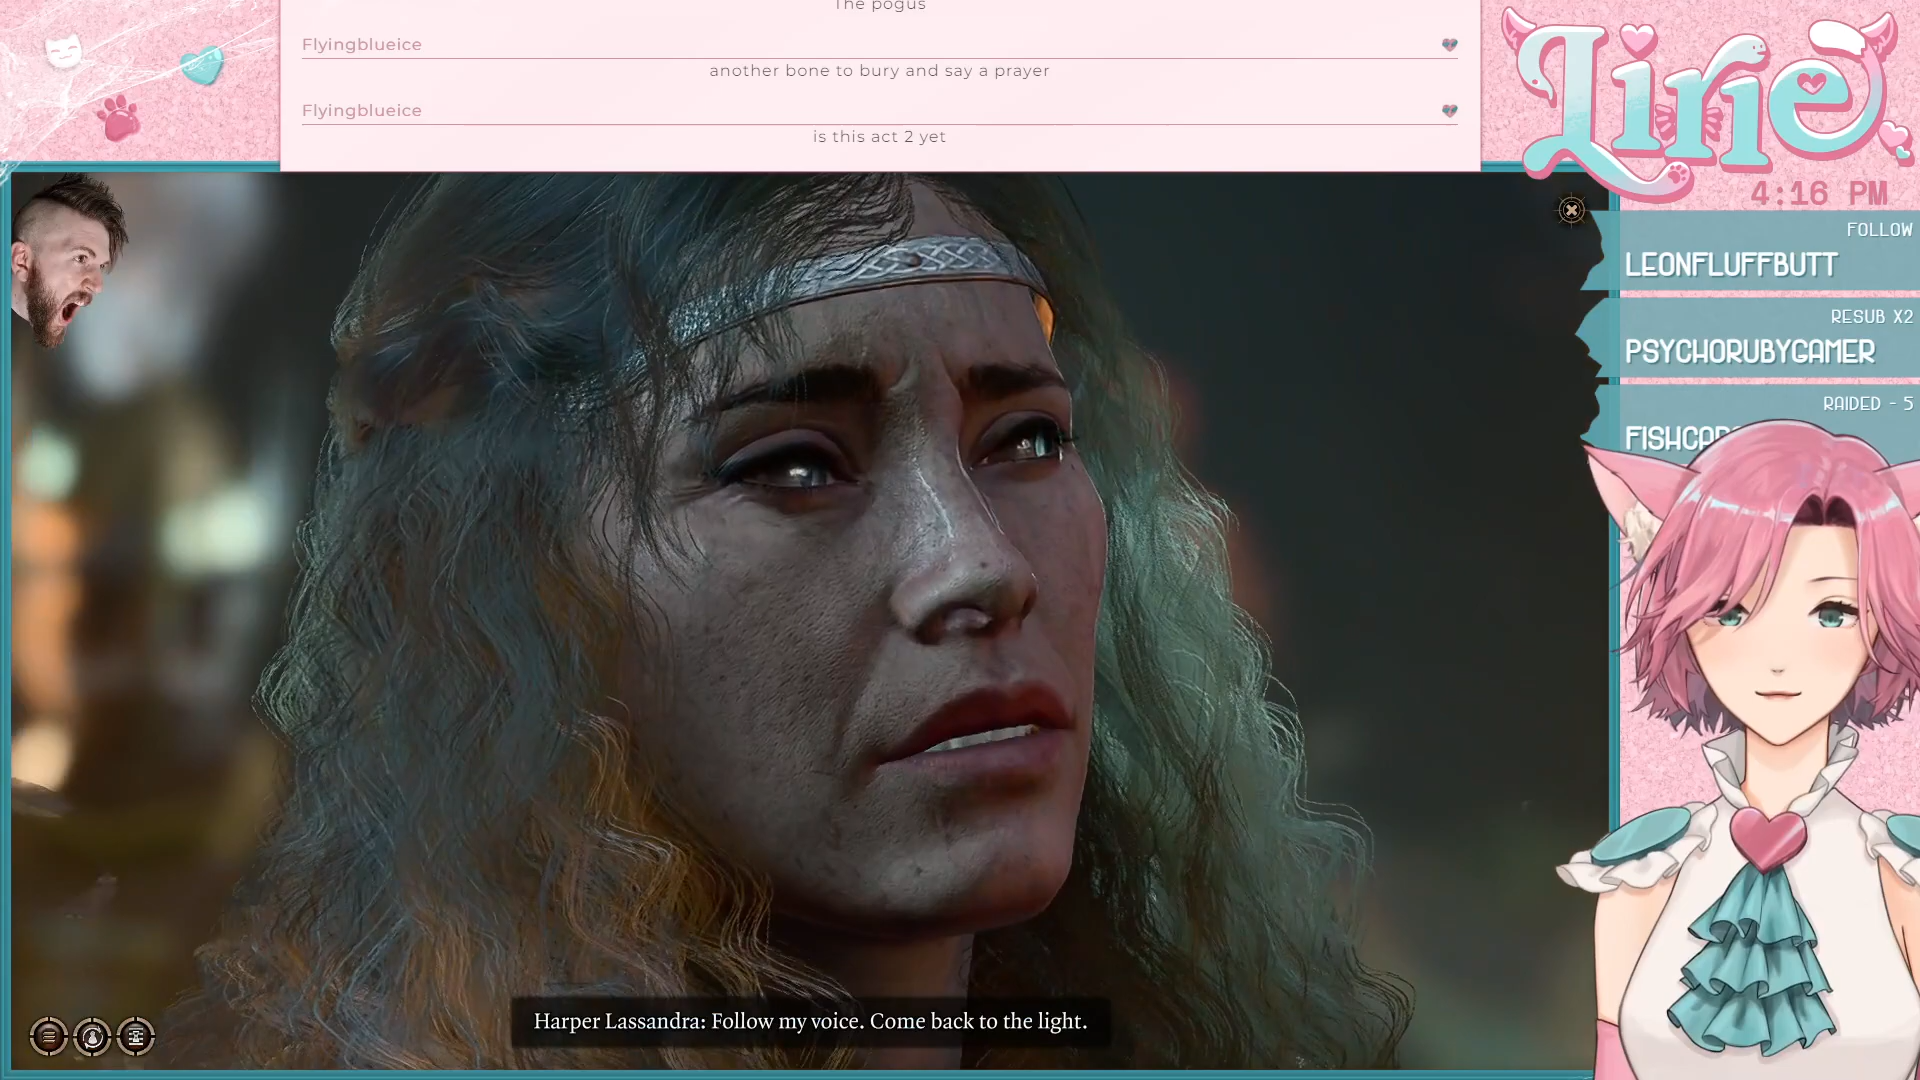 The pogus
Flyingblueice
another bone to bury and say a prayer
Flyingblueice
is this act 2 yet
Lirie
4:16 PM
FOLLOW
LEONFLUFFBUTT
RESUB X2
PSYCHORUBYGAMER
RAIDED - 5
Harper Lassandra: Follow my voice. Come back to the light.